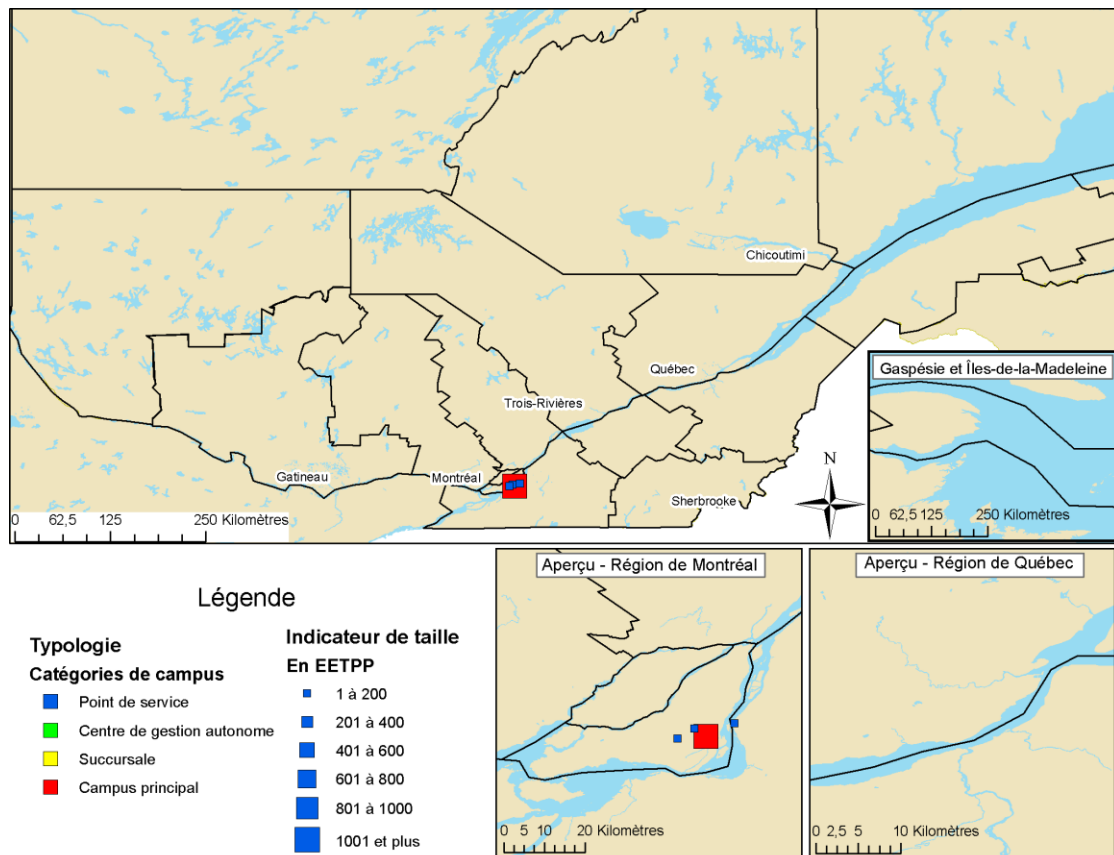 Chicoutimi
Québec
Gaspésie et Îles-de-la-Madeleine
Trois-Rivières
N
Gatineau
Montréal
Sherbrooke
0 62,5 125 250 Kilomètres
0 62,5 125 250 Kilomètres
Aperçu - Région de Montréal
Aperçu - Région de Québec
Légende
Typologie
Catégories de campus
Point de service
Centre de gestion autonome
Succursale
Campus principal
Indicateur de taille
En EETPP
1 à 200
201 à 400
401 à 600
601 à 800
801 à 1000
1001 et plus
0 5 10 20 Kilomètres
0 2,5 5 10 Kilomètres